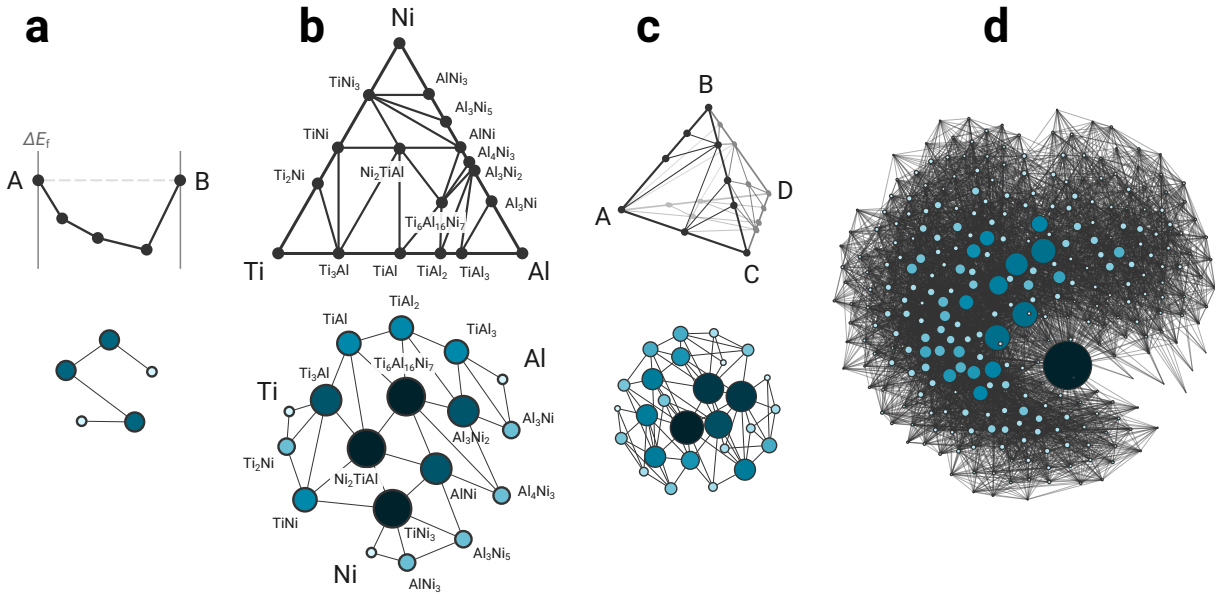 a
b
c
d
ΔE_f
A
B
Ni
TiNi₃
AlNi₃
Al₃Ni₅
TiNi
AlNi
Al₄Ni₃
Ti₂Ni
Ni₂TiAl
Al₃Ni₂
Ti₆Al₁₆Ni₇
Al₃Ni
Ti
Ti₃Al
TiAl
TiAl₂
TiAl₃
Al
B
A
D
C
TiAl₂
TiAl
TiAl₃
Al
Ti₆Al₁₆Ni₇
Ti₃Al
Ti
Al₃Ni
Al₃Ni₂
Ti₂Ni
Ni₂TiAl
AlNi
Al₄Ni₃
TiNi
TiNi₃
Al₃Ni₅
Ni
AlNi₃